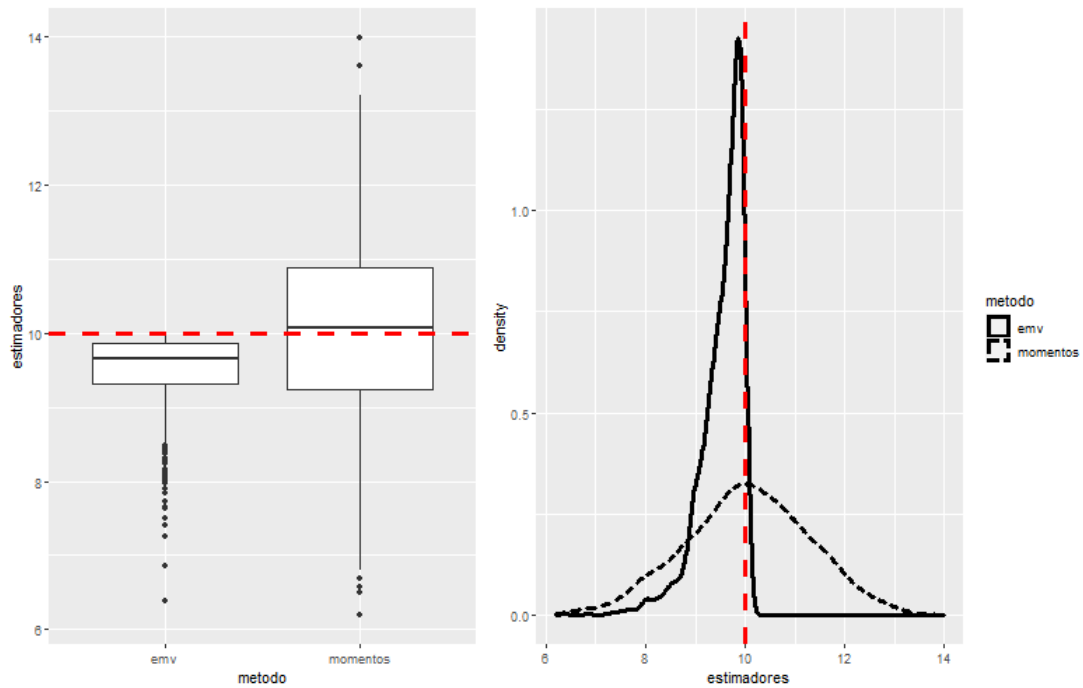 14
12
10
8
6
estimadores
emv
momentos
metodo
1.0
0.5
0.0
density
6
8
10
12
14
estimadores
metodo
emv
momentos